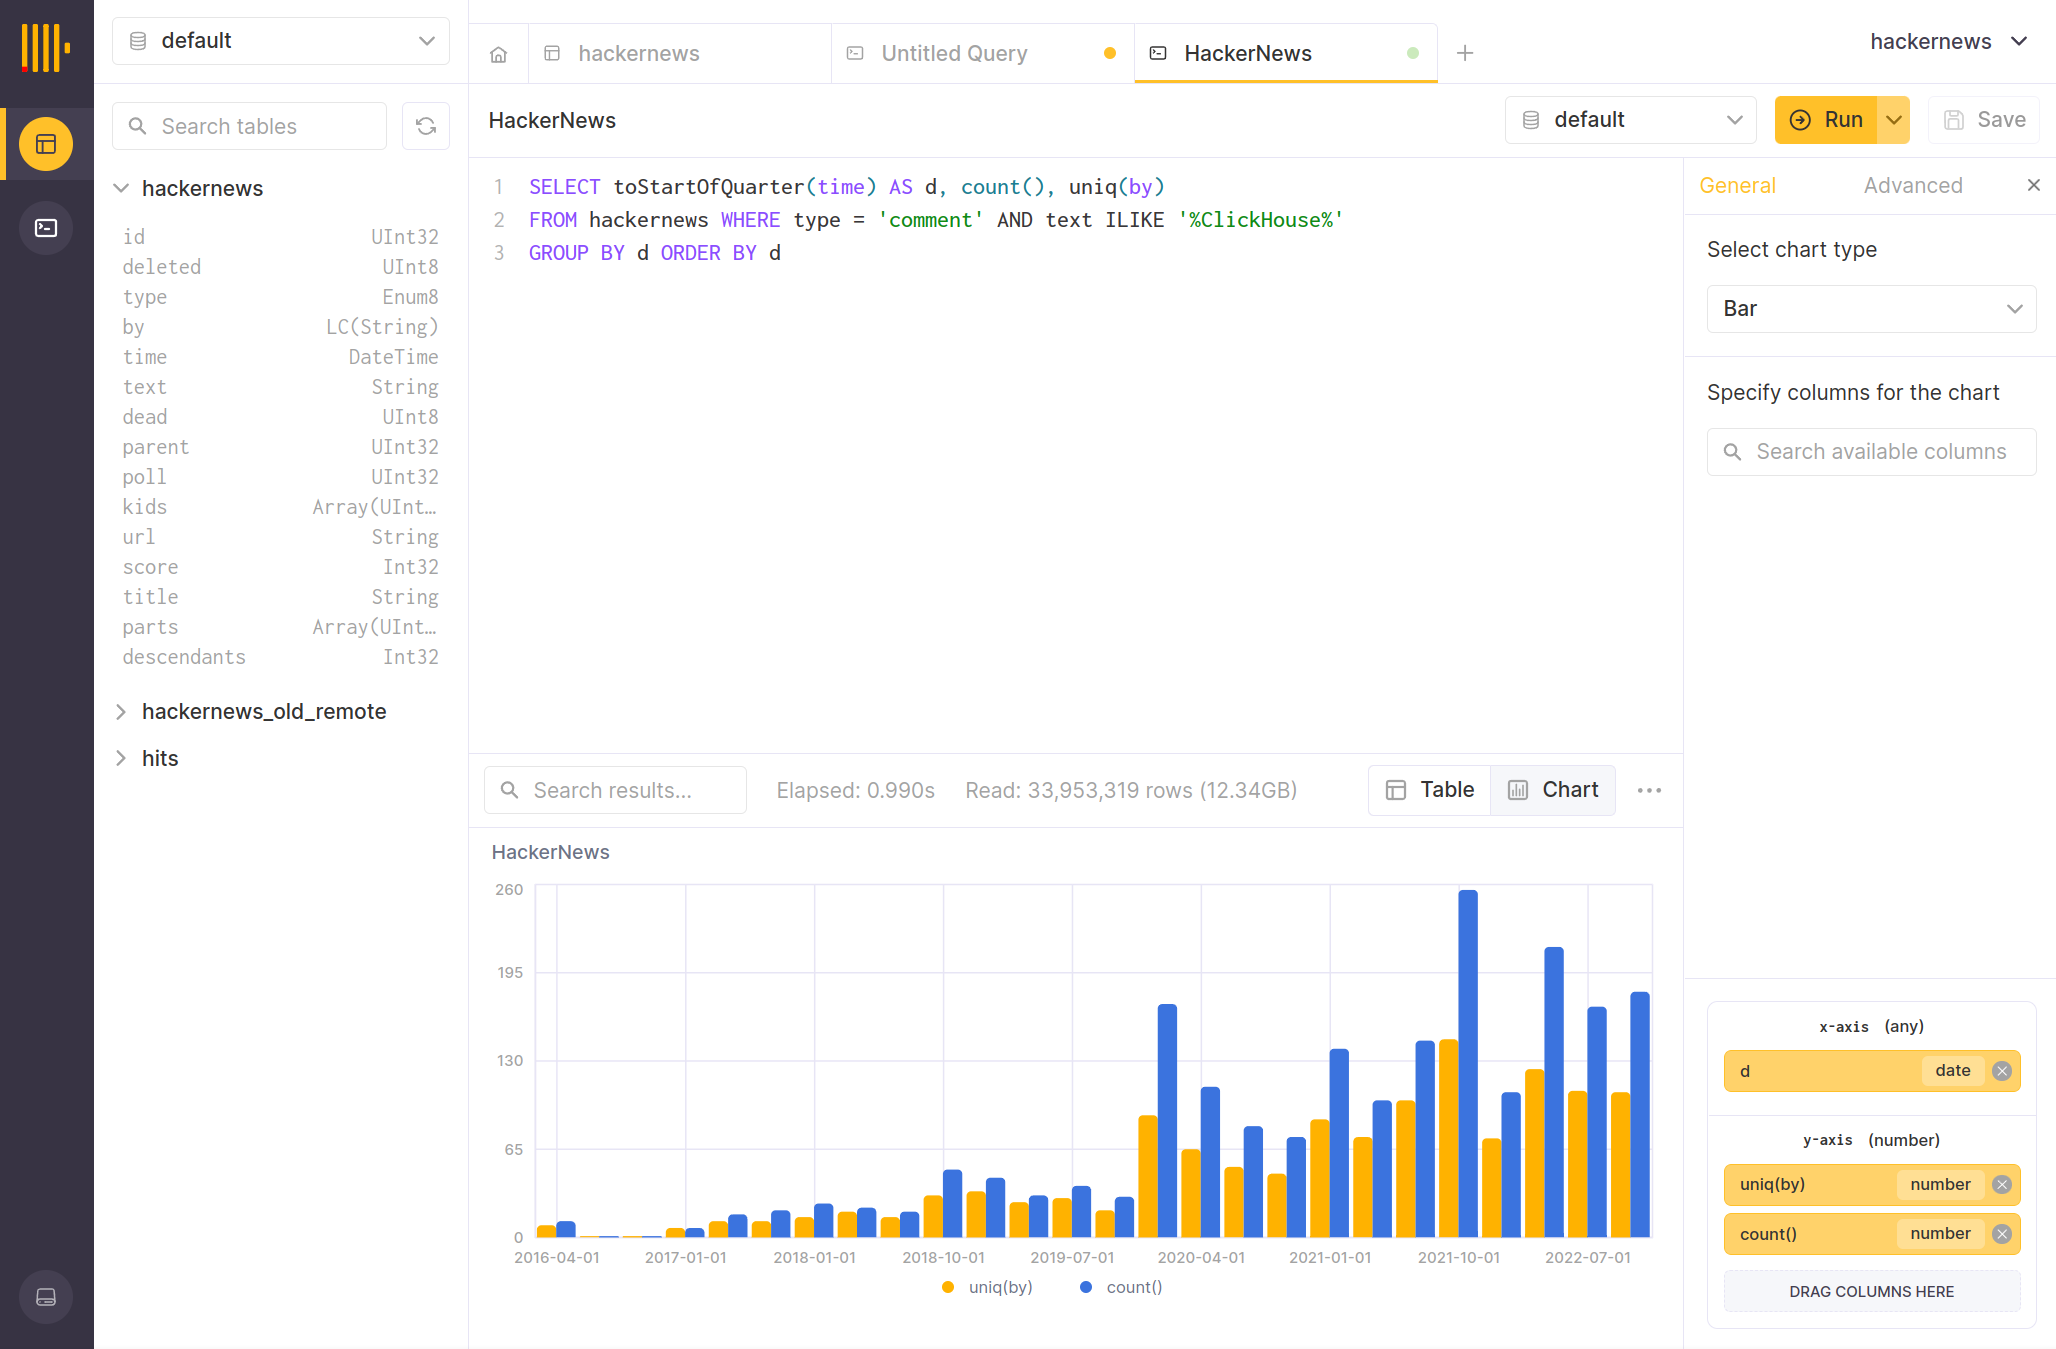 default
Search tables
hackernews
id UInt32
deleted UInt8
type Enum8
by LC(String)
time DateTime
text String
dead UInt8
parent UInt32
poll UInt32
kids Array(UInt…
url String
score Int32
title String
parts Array(UInt…
descendants Int32
hackernews_old_remote
hits
hackernews
Untitled Query
HackerNews
hackernews
HackerNews
default
Run
Save
1 SELECT toStartOfQuarter(time) AS d, count(), uniq(by)
2 FROM hackernews WHERE type = 'comment' AND text ILIKE '%ClickHouse%'
3 GROUP BY d ORDER BY d
Search results...
Elapsed: 0.990s
Read: 33,953,319 rows (12.34GB)
Table
Chart
HackerNews
260
195
130
65
0
2016-04-01 2017-01-01 2018-01-01 2018-10-01 2019-07-01 2020-04-01 2021-01-01 2021-10-01 2022-07-01
uniq(by) count()
General
Advanced
Select chart type
Bar
Specify columns for the chart
Search available columns
x-axis (any)
d date
y-axis (number)
uniq(by) number
count() number
DRAG COLUMNS HERE